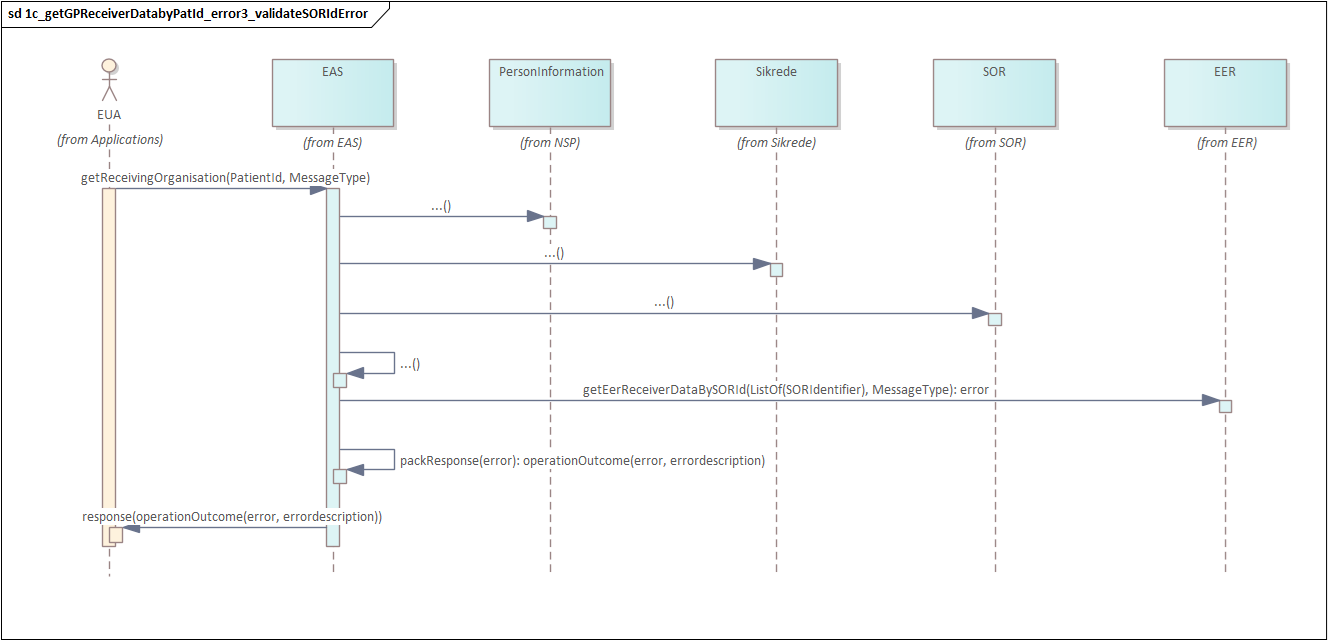 sd 1c_getGPReceiverDatabyPatId_error3_validateSORIdError
EAS
PersonInformation
Sikrede
SOR
EER
EUA
(from Applications)
(from EAS)
(from NSP)
(from Sikrede)
(from SOR)
(from EER)
getReceivingOrganisation(PatientId, MessageType)
...()
...()
...()
...()
getEerReceiverDataBySORId(ListOf(SORIdentifier), MessageType): error
packResponse(error): operationOutcome(error, errordescription)
response(operationOutcome(error, errordescription))